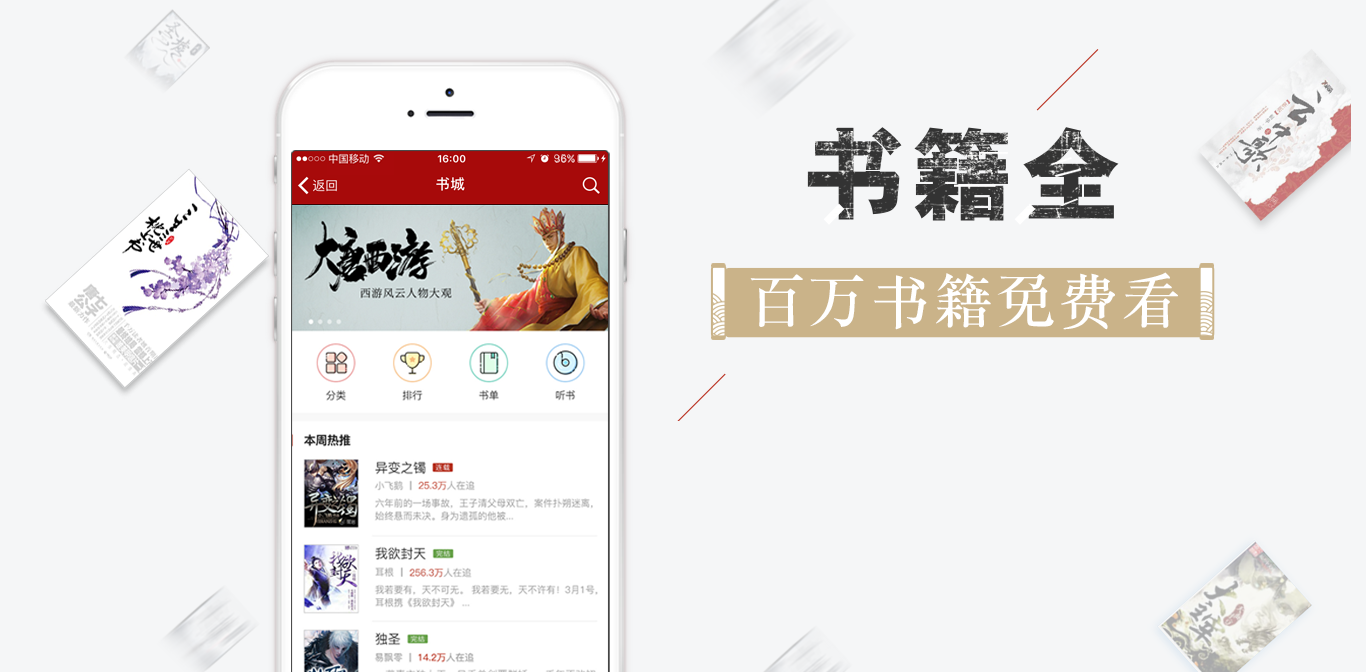 书籍全
百万书籍免费看
中国移动
16:00
96%
返回
书城
大唐西游
西游风云人物大观
分类
排行
书单
听书
本周热推
异变之镯 连载
小飞鹅 | 25.3万人在追
六年前的一场事故，王子清父母双亡，案件扑朔迷离，
始终悬而未决。身为遗孤的他被...
我欲封天 完结
耳根 | 256.3万人在追
我若要有，天不可无。 我若要无，天不许有！3月1号，
耳根携《我欲封天》 ...
独圣 完结
易飘零 | 14.2万人在追
我欲封天